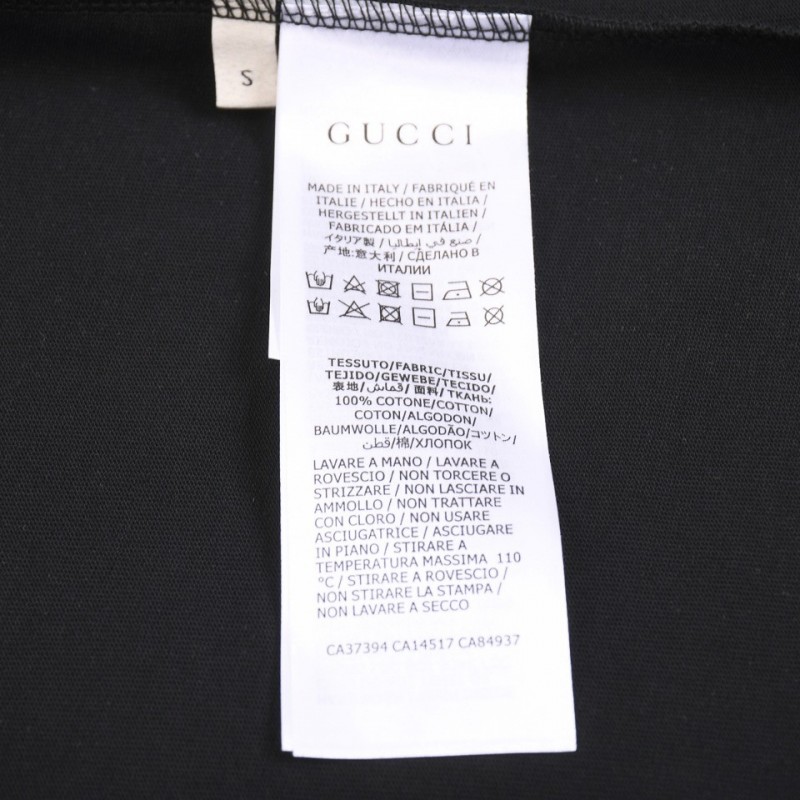 S
GUCCI
MADE IN ITALY / FABRIQUÉ EN
ITALIE / HECHO EN ITALIA /
HERGESTELLT IN ITALIEN /
FABRICADO EM ITÁLIA /
イタリア製 / صنع في إيطاليا /
产地:意大利 / СДЕЛАНО В
ИТАЛИИ
TESSUTO/FABRIC/TISSU/
TEJIDO/GEWEBE/TECIDO/
表地/قماش/面料/ТКАНЬ:
100% COTONE/COTTON/
COTON/ALGODON/
BAUMWOLLE/ALGODÃO/コットン/
قطن/棉/ХЛОПОК
LAVARE A MANO / LAVARE A
ROVESCIO / NON TORCERE O
STRIZZARE / NON LASCIARE IN
AMMOLLO / NON TRATTARE
CON CLORO / NON USARE
ASCIUGATRICE / ASCIUGARE
IN PIANO / STIRARE A
TEMPERATURA MASSIMA 110
°C / STIRARE A ROVESCIO /
NON STIRARE LA STAMPA /
NON LAVARE A SECCO
CA37394 CA14517 CA84937